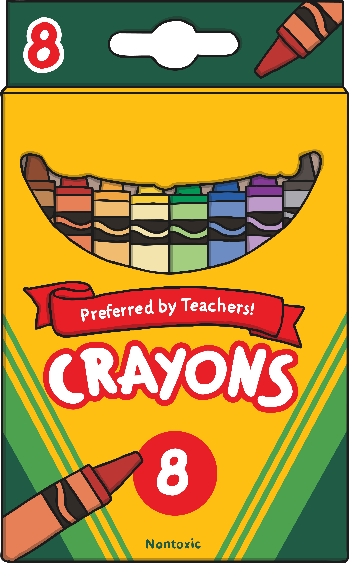 8
Preferred by Teachers!
CRAYONS
8
Nontoxic